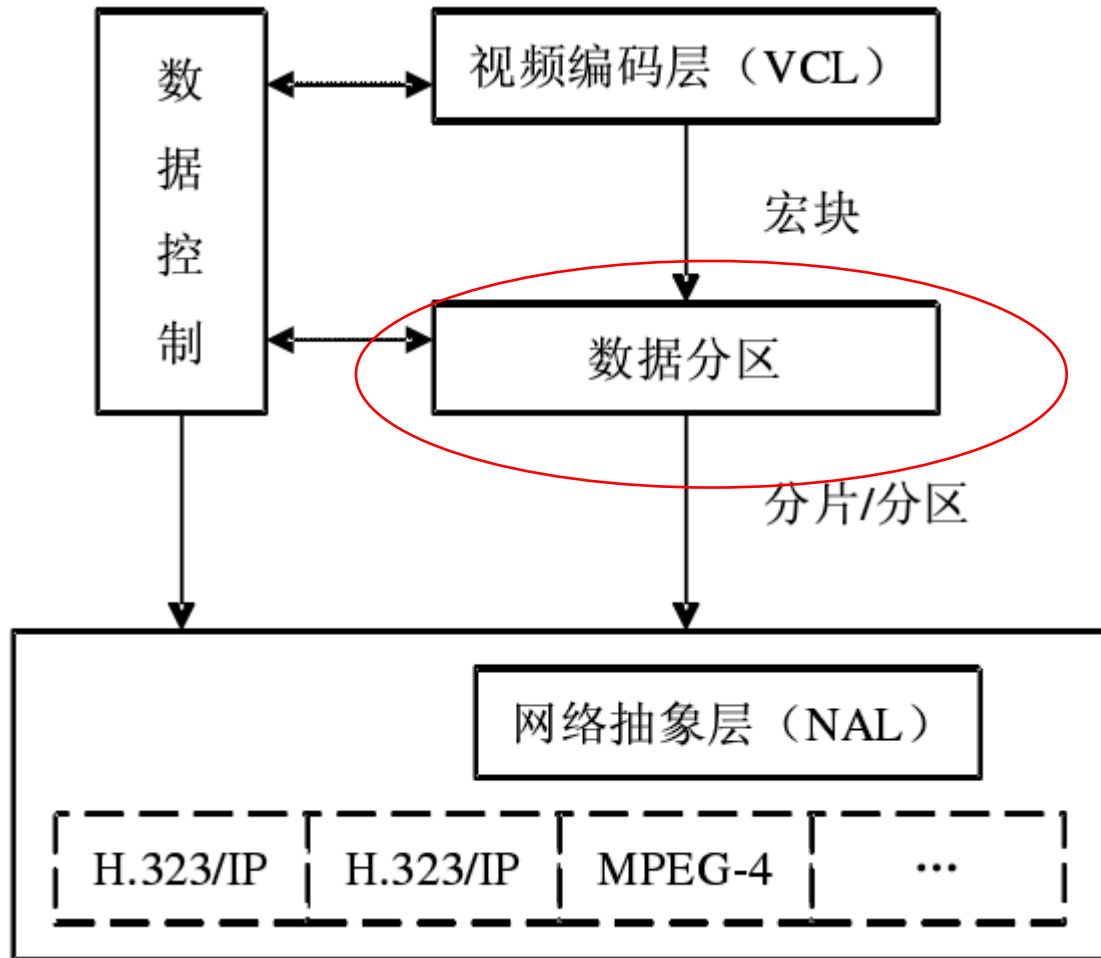 数据控制
视频编码层（VCL）
宏块
数据分区
分片/分区
网络抽象层（NAL）
H.323/IP
H.323/IP
MPEG-4
···